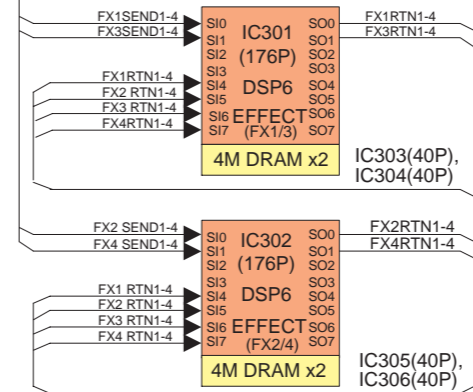 FX1SEND1-4
FX3SEND1-4
SI0 IC301 SO0 FX1RTN1-4
SI1 SO1 FX3RTN1-4
SI2 (176P) SO2
SI3 SO3
FX1RTN1-4 SI4 DSP6 SO4
FX2 RTN1-4 SI5 SO5
FX3 RTN1-4 SI6 EFFECT SO6
FX4RTN1-4 SI7 (FX1/3) SO7
4M DRAM x2
IC303(40P),
IC304(40P)
FX2 SEND1-4
FX4 SEND1-4
SI0 IC302 SO0 FX2RTN1-4
SI1 SO1 FX4RTN1-4
SI2 (176P) SO2
SI3 SO3
FX1 RTN1-4 SI4 DSP6 SO4
FX2 RTN1-4 SI5 SO5
FX3 RTN1-4 SI6 EFFECT SO6
FX4 RTN1-4 SI7 (FX2/4) SO7
4M DRAM x2
IC305(40P),
IC306(40P)